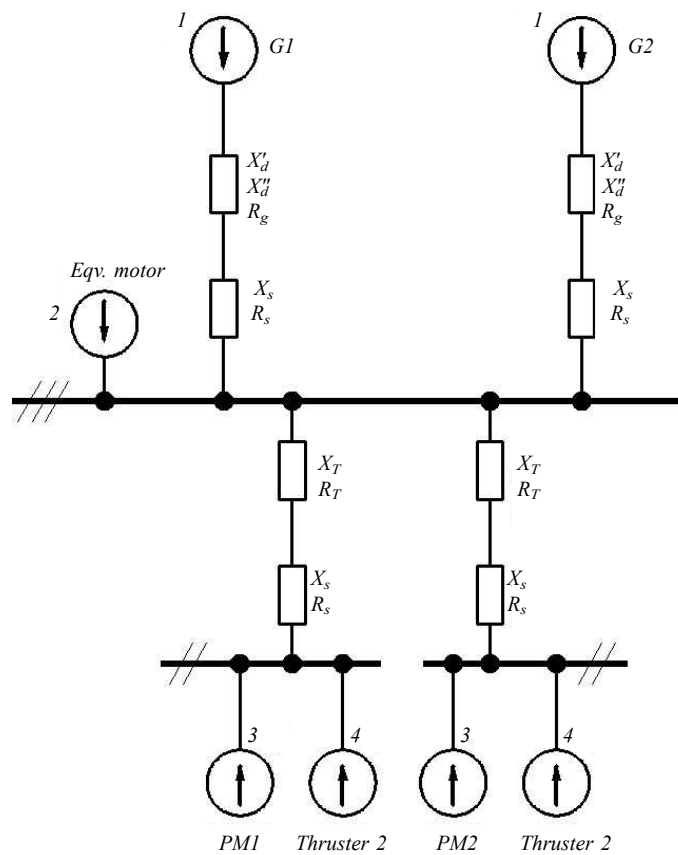 1
G1
1
G2
X'd
X''d
Rg
X'd
X''d
Rg
Eqv. motor
2
Xs
Rs
Xs
Rs
XT
RT
XT
RT
Xs
Rs
Xs
Rs
3
4
3
4
PM1
Thruster 2
PM2
Thruster 2